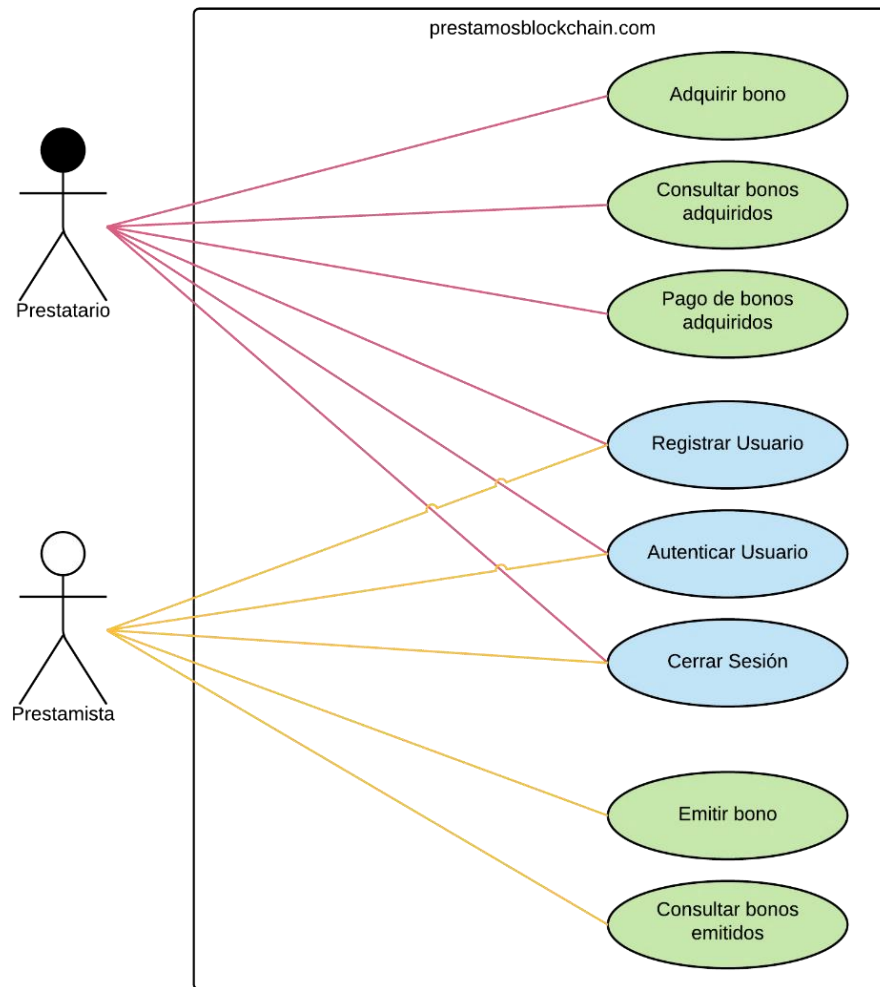 prestamosblockchain.com
Adquirir bono
Consultar bonos
adquiridos
Prestatario
Pago de bonos
adquiridos
Registrar Usuario
Autenticar Usuario
Cerrar Sesión
Prestamista
Emitir bono
Consultar bonos
emitidos